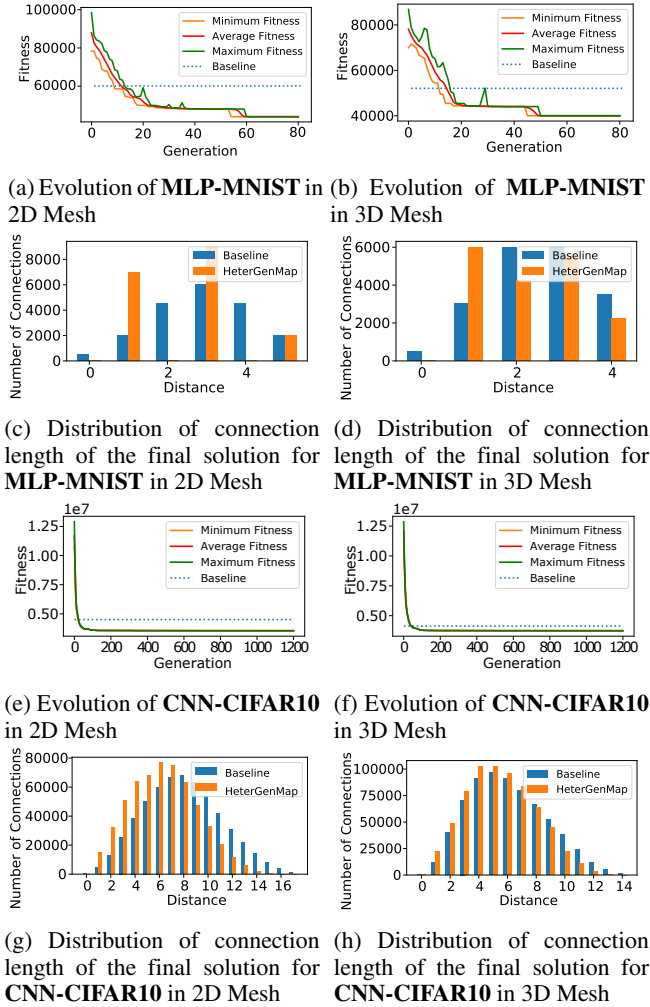 100000
80000
60000
Fitness
0 20 40 60 80
Generation
Minimum Fitness
Average Fitness
Maximum Fitness
Baseline
80000
60000
40000
Fitness
0 20 40 60 80
Generation
Minimum Fitness
Average Fitness
Maximum Fitness
Baseline
(a) Evolution of MLP-MNIST in
2D Mesh
(b) Evolution of MLP-MNIST
in 3D Mesh
8000
6000
4000
2000
0
Number of Connections
0 2 4
Distance
Baseline
HeterGenMap
6000
4000
2000
0
Number of Connections
0 2 4
Distance
Baseline
HeterGenMap
(c) Distribution of connection
length of the final solution for
MLP-MNIST in 2D Mesh
(d) Distribution of connection
length of the final solution for
MLP-MNIST in 3D Mesh
1e7
1.25
1.00
0.75
0.50
Fitness
0 200 400 600 800 1000 1200
Generation
Minimum Fitness
Average Fitness
Maximum Fitness
Baseline
1e7
1.25
1.00
0.75
0.50
Fitness
0 200 400 600 800 1000 1200
Generation
Minimum Fitness
Average Fitness
Maximum Fitness
Baseline
(e) Evolution of CNN-CIFAR10
in 2D Mesh
(f) Evolution of CNN-CIFAR10
in 3D Mesh
80000
60000
40000
20000
0
Number of Connections
0 2 4 6 8 10 12 14 16
Distance
Baseline
HeterGenMap
100000
75000
50000
25000
0
Number of Connections
0 2 4 6 8 10 12 14
Distance
Baseline
HeterGenMap
(g) Distribution of connection
length of the final solution for
CNN-CIFAR10 in 2D Mesh
(h) Distribution of connection
length of the final solution for
CNN-CIFAR10 in 3D Mesh